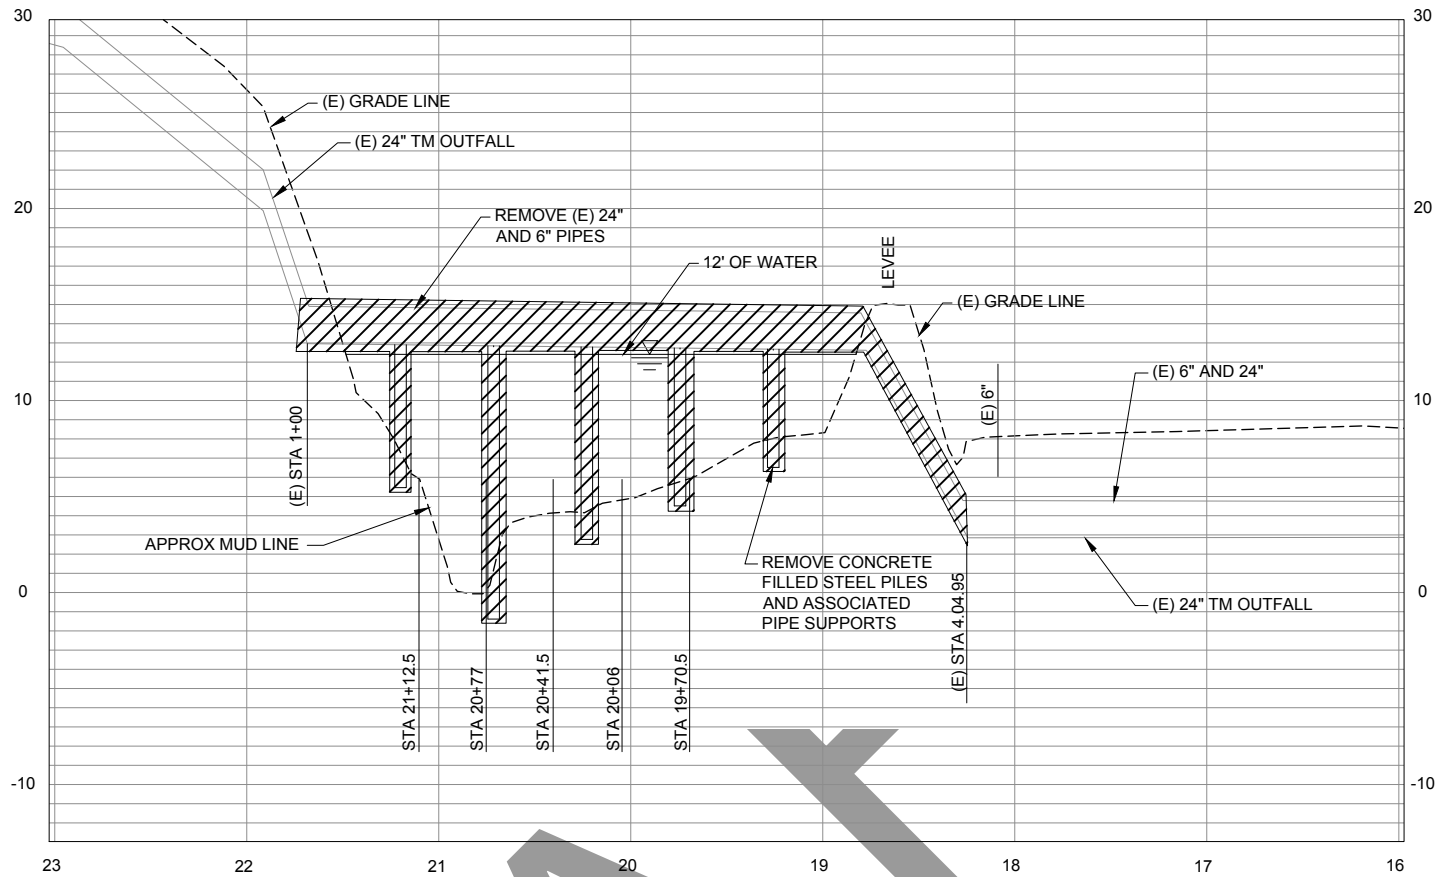 30
30
(E) GRADE LINE
(E) 24" TM OUTFALL
20
20
REMOVE (E) 24"
AND 6" PIPES
12' OF WATER
LEVEE
(E) GRADE LINE
(E) 6" AND 24"
10
10
(E) 6"
(E) STA 1+00
APPROX MUD LINE
REMOVE CONCRETE
FILLED STEEL PILES
AND ASSOCIATED
PIPE SUPPORTS
0
0
(E) 24" TM OUTFALL
(E) STA 4.04.95
STA 21+12.5
STA 20+77
STA 20+41.5
STA 20+06
STA 19+70.5
-10
-10
23
22
21
20
19
18
17
16